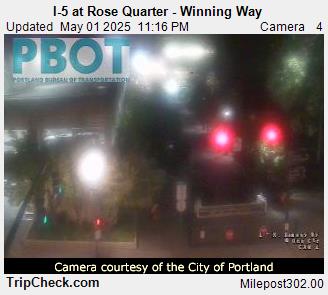 I-5 at Rose Quarter - Winning Way
Updated May 01 2025 11:16 PM Camera 4
PBOT
PORTLAND BUREAU OF TRANSPORTATION
Camera courtesy of the City of Portland
TripCheck.com Milepost302.00